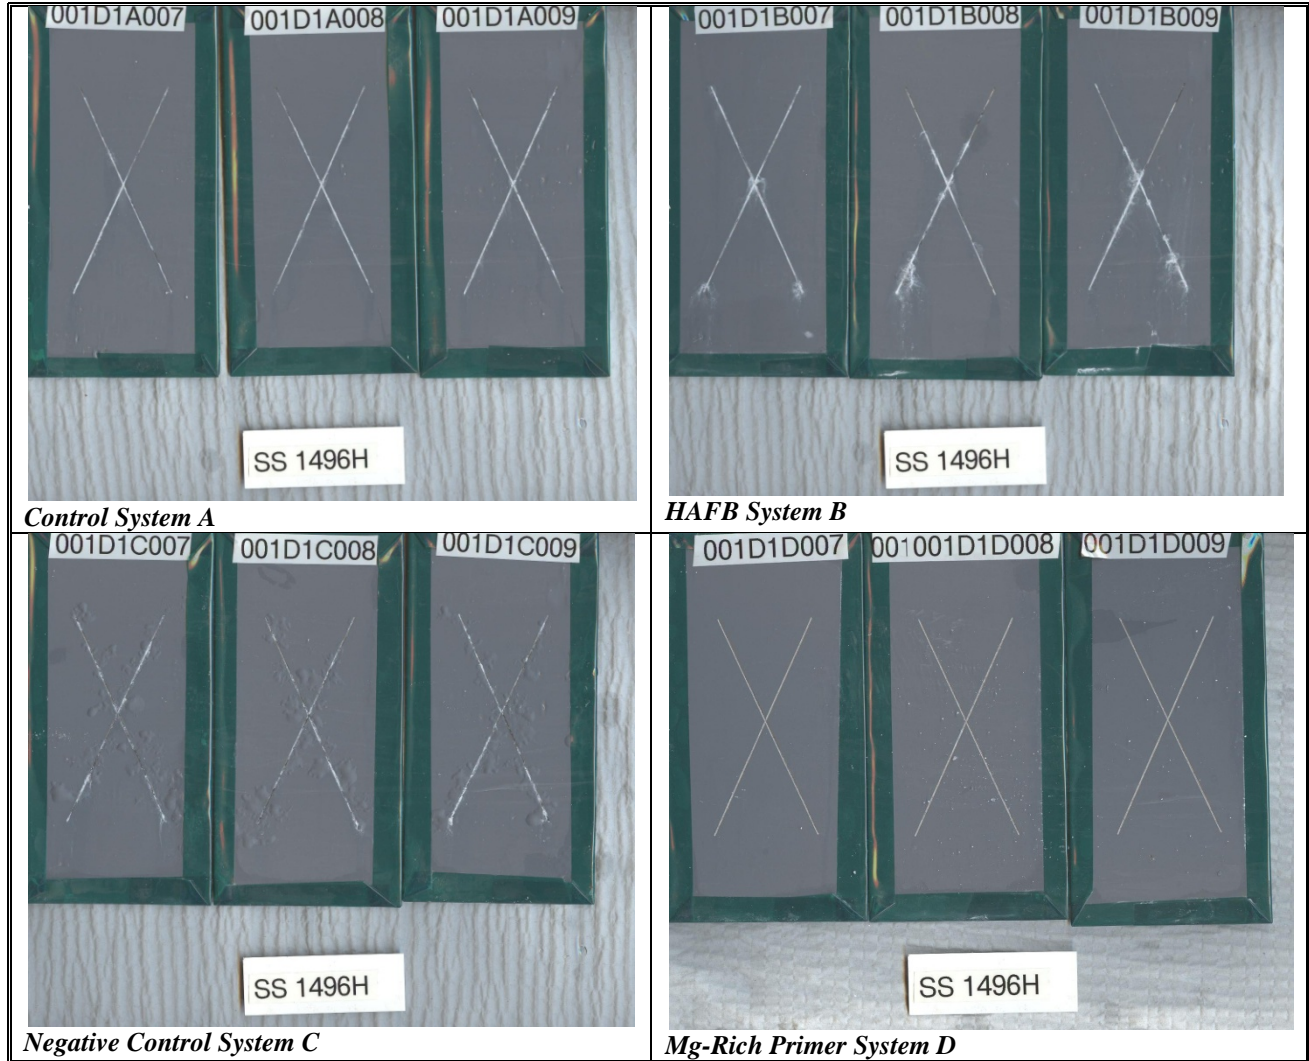 001D1A007 001D1A008 001D1A009
SS 1496H
Control System A
001D1B007 001D1B008 001D1B009
SS 1496H
HAFB System B
001D1C007 001D1C008 001D1C009
SS 1496H
Negative Control System C
001D1D007 001001D1D008 001D1D009
SS 1496H
Mg-Rich Primer System D